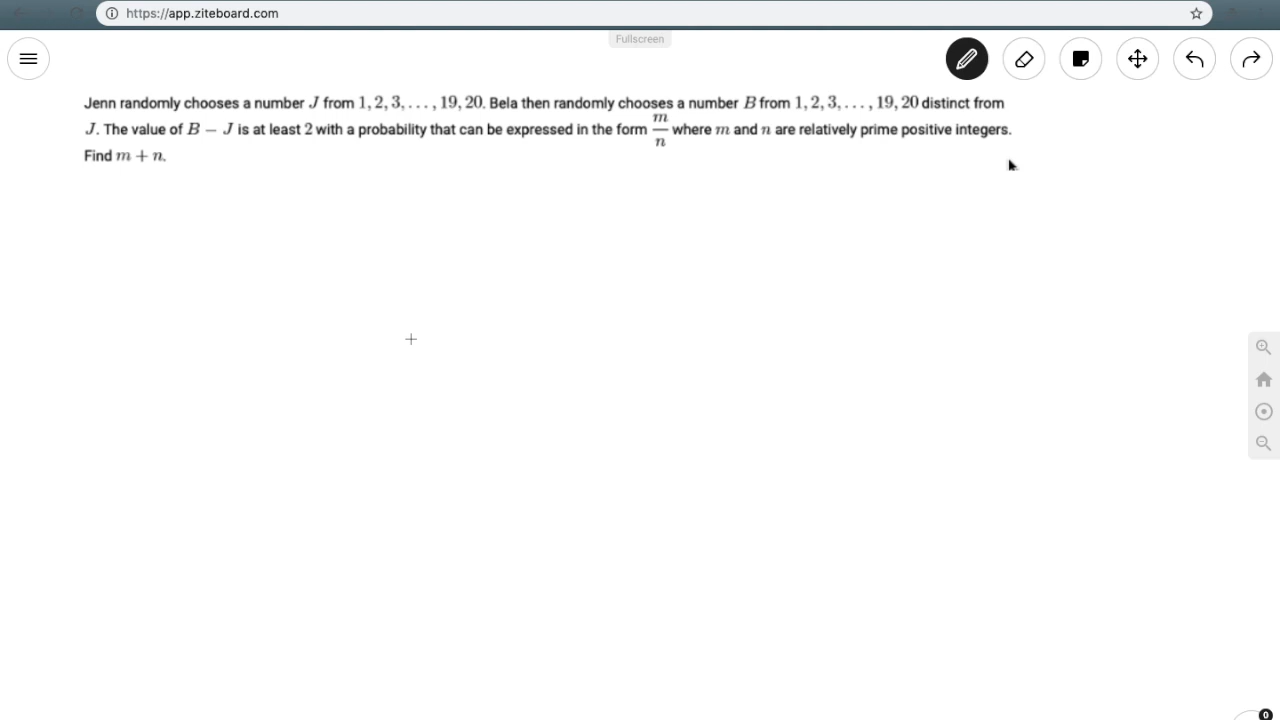 https://app.ziteboard.com
Fullscreen
Jenn randomly chooses a number J from 1, 2, 3, . . . , 19, 20. Bela then randomly chooses a number B from 1, 2, 3, . . . , 19, 20 distinct from
J. The value of B − J is at least 2 with a probability that can be expressed in the form m/n where m and n are relatively prime positive integers.
Find m + n.
0